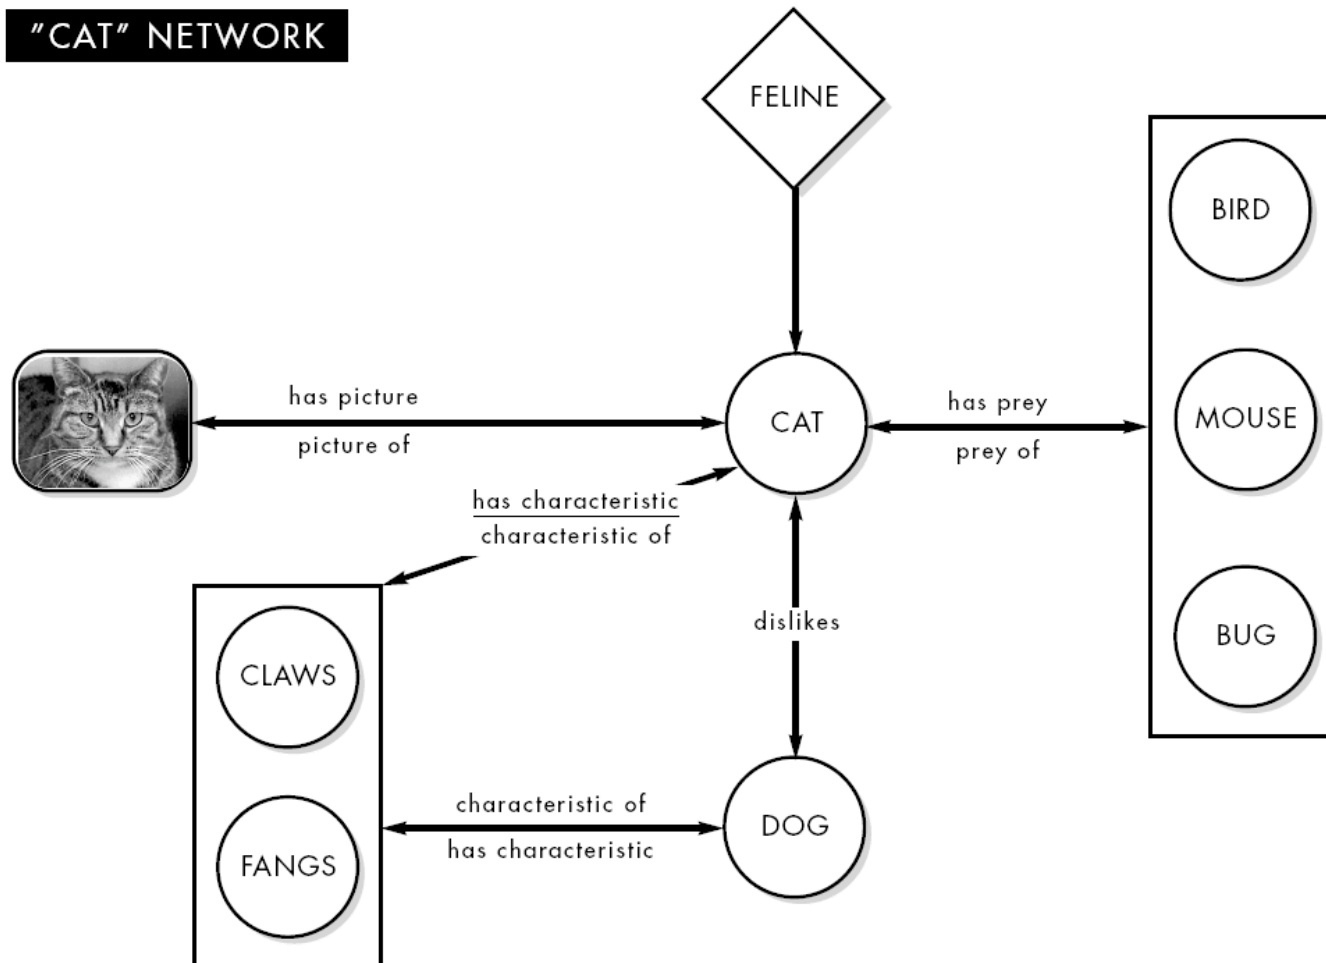 "CAT" NETWORK
FELINE
BIRD
has picture
picture of
CAT
has prey
prey of
MOUSE
has characteristic
characteristic of
dislikes
BUG
CLAWS
characteristic of
has characteristic
DOG
FANGS